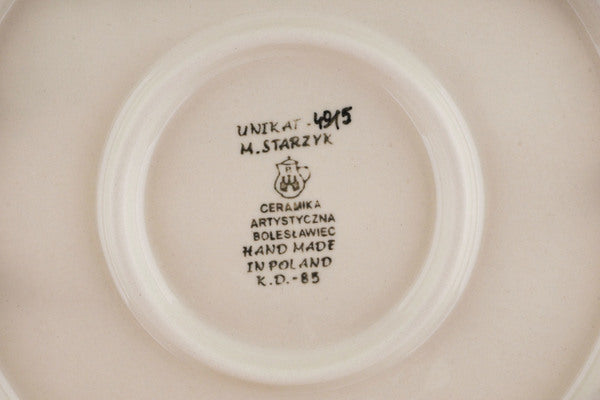 UNIKAT - 4915
M. STARZYK
P
CERAMIKA
ARTYSTYCZNA
BOLESŁAWIEC
HAND MADE
IN POLAND
K.D.-85